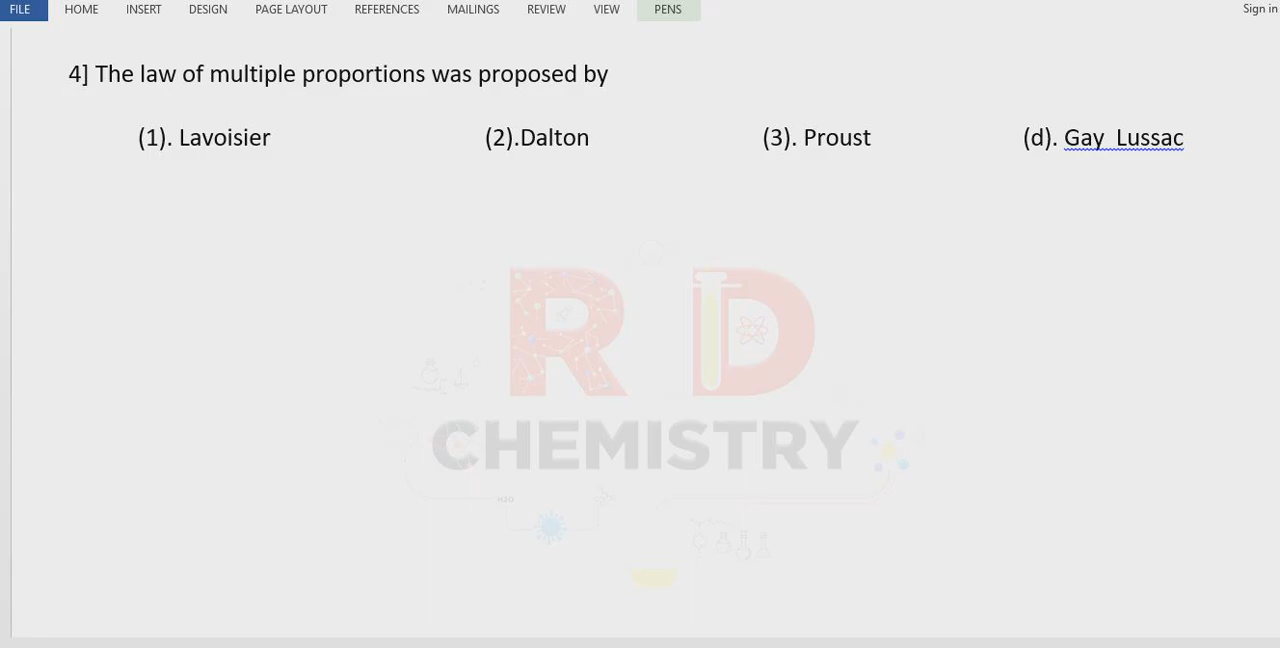 FILE HOME INSERT DESIGN PAGE LAYOUT REFERENCES MAILINGS REVIEW VIEW PENS Sign in
4] The law of multiple proportions was proposed by
(1). Lavoisier (2).Dalton (3). Proust (d). Gay Lussac
R D
CHEMISTRY
H2O